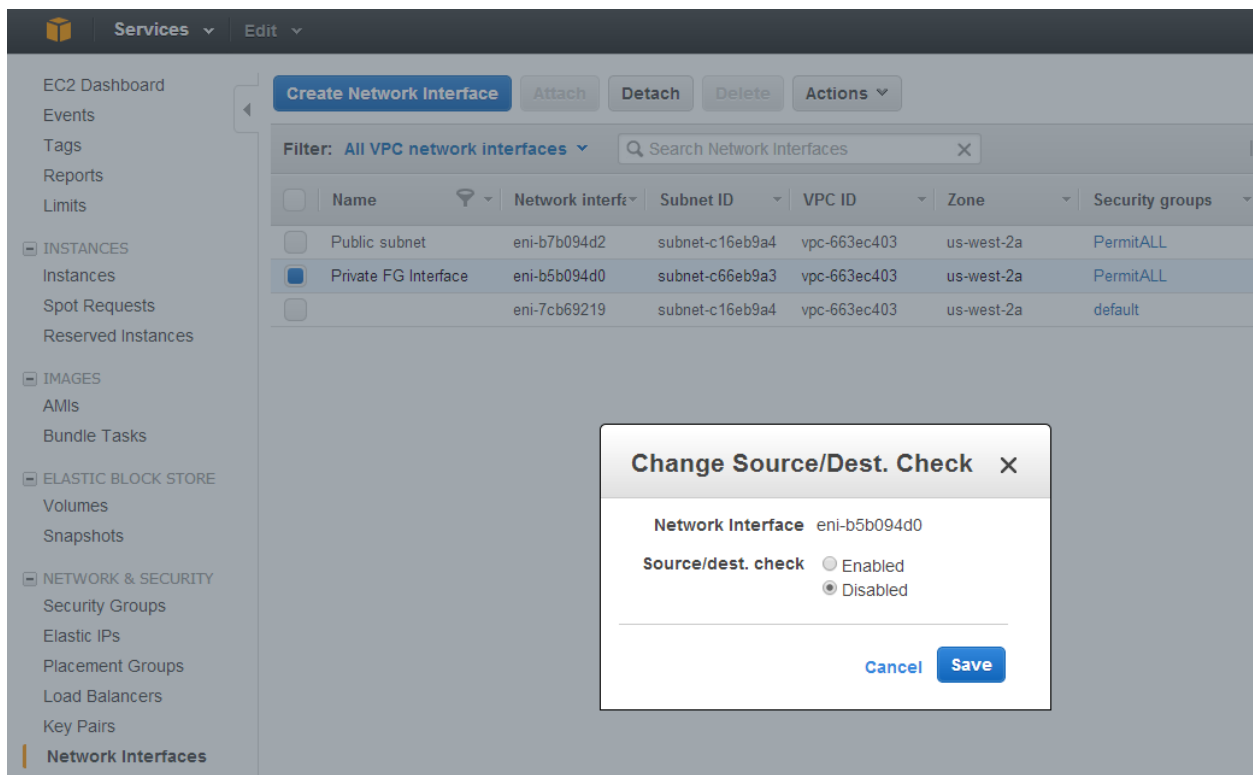 Services Edit
EC2 Dashboard
Events
Tags
Reports
Limits
INSTANCES
Instances
Spot Requests
Reserved Instances
IMAGES
AMIs
Bundle Tasks
ELASTIC BLOCK STORE
Volumes
Snapshots
NETWORK & SECURITY
Security Groups
Elastic IPs
Placement Groups
Load Balancers
Key Pairs
Network Interfaces
Create Network Interface Attach Detach Delete Actions
Filter: All VPC network interfaces Search Network Interfaces
Name Network interfa Subnet ID VPC ID Zone Security groups
Public subnet eni-b7b094d2 subnet-c16eb9a4 vpc-663ec403 us-west-2a PermitALL
Private FG Interface eni-b5b094d0 subnet-c66eb9a3 vpc-663ec403 us-west-2a PermitALL
eni-7cb69219 subnet-c16eb9a4 vpc-663ec403 us-west-2a default
Change Source/Dest. Check
Network Interface eni-b5b094d0
Source/dest. check Enabled
Disabled
Cancel Save